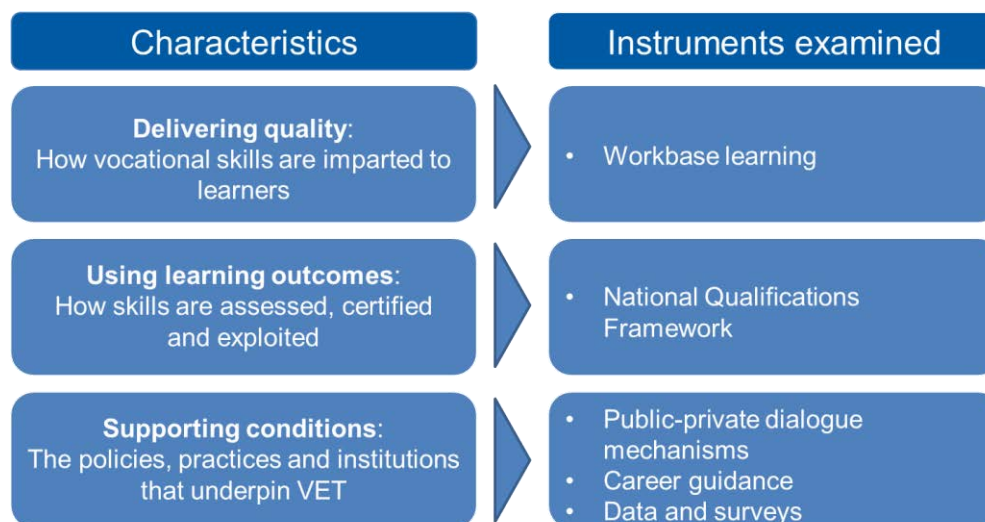 Characteristics
Instruments examined
Delivering quality:
How vocational skills are imparted to
learners
• Workbase learning
Using learning outcomes:
How skills are assessed, certified
and exploited
• National Qualifications
Framework
Supporting conditions:
The policies, practices and institutions
that underpin VET
• Public-private dialogue
mechanisms
• Career guidance
• Data and surveys